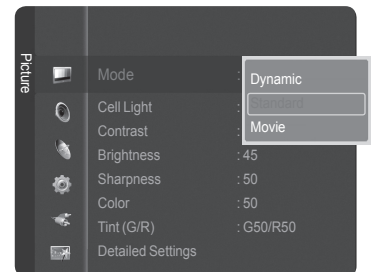 Picture
Mode : Dynamic
Cell Light : Standard
Contrast : Movie
Brightness : 45
Sharpness : 50
Color : 50
Tint (G/R) : G50/R50
Detailed Settings